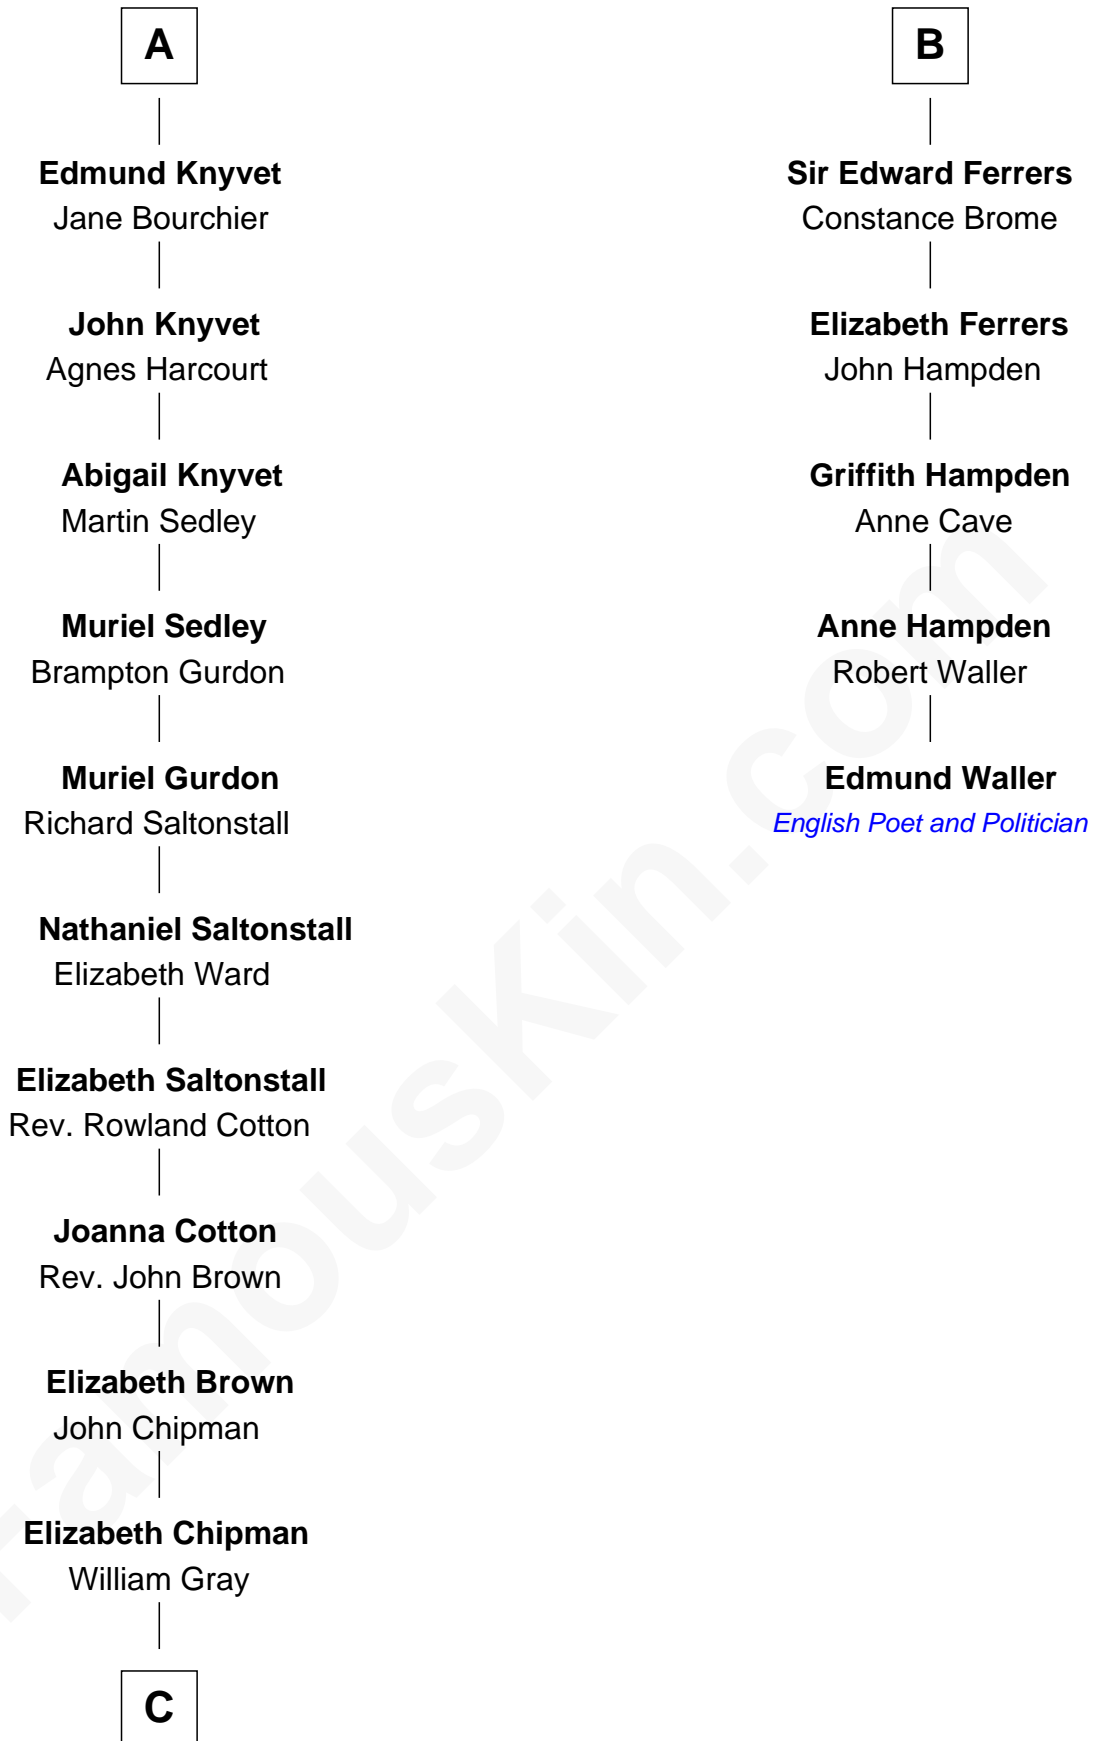 A
Edmund Knyvet
Jane Bourchier
John Knyvet
Agnes Harcourt
Abigail Knyvet
Martin Sedley
Muriel Sedley
Brampton Gurdon
Muriel Gurdon
Richard Saltonstall
Nathaniel Saltonstall
Elizabeth Ward
Elizabeth Saltonstall
Rev. Rowland Cotton
Joanna Cotton
Rev. John Brown
Elizabeth Brown
John Chipman
Elizabeth Chipman
William Gray
C
B
Sir Edward Ferrers
Constance Brome
Elizabeth Ferrers
John Hampden
Griffith Hampden
Anne Cave
Anne Hampden
Robert Waller
Edmund Waller
English Poet and Politician
FamousKin.com